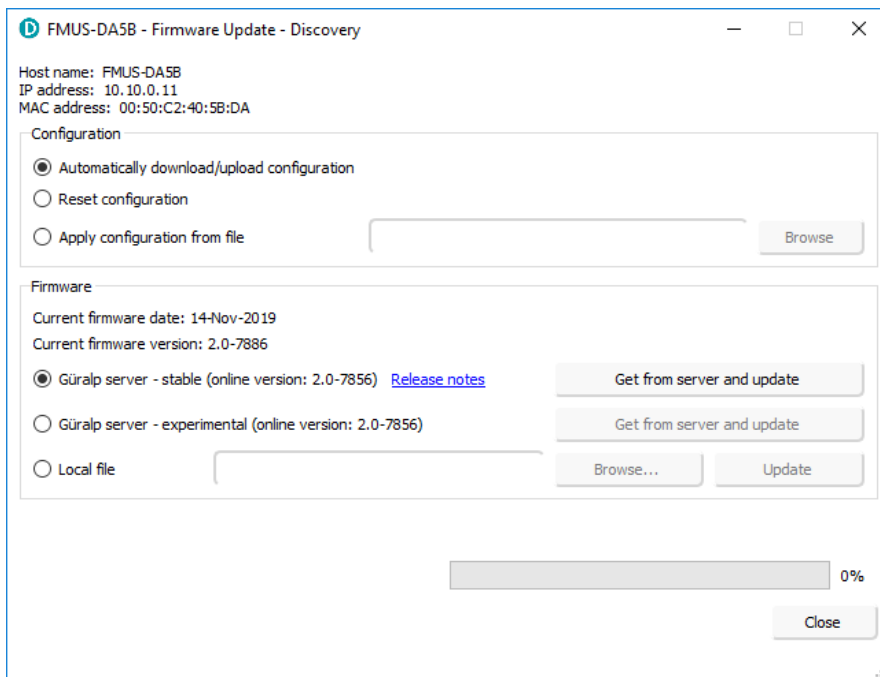 FMUS-DA5B - Firmware Update - Discovery
Host name: FMUS-DA5B
IP address: 10.10.0.11
MAC address: 00:50:C2:40:5B:DA
Configuration
Automatically download/upload configuration
Reset configuration
Apply configuration from file Browse
Firmware
Current firmware date: 14-Nov-2019
Current firmware version: 2.0-7886
Güralp server - stable (online version: 2.0-7856) Release notes Get from server and update
Güralp server - experimental (online version: 2.0-7856) Get from server and update
Local file Browse... Update
0%
Close